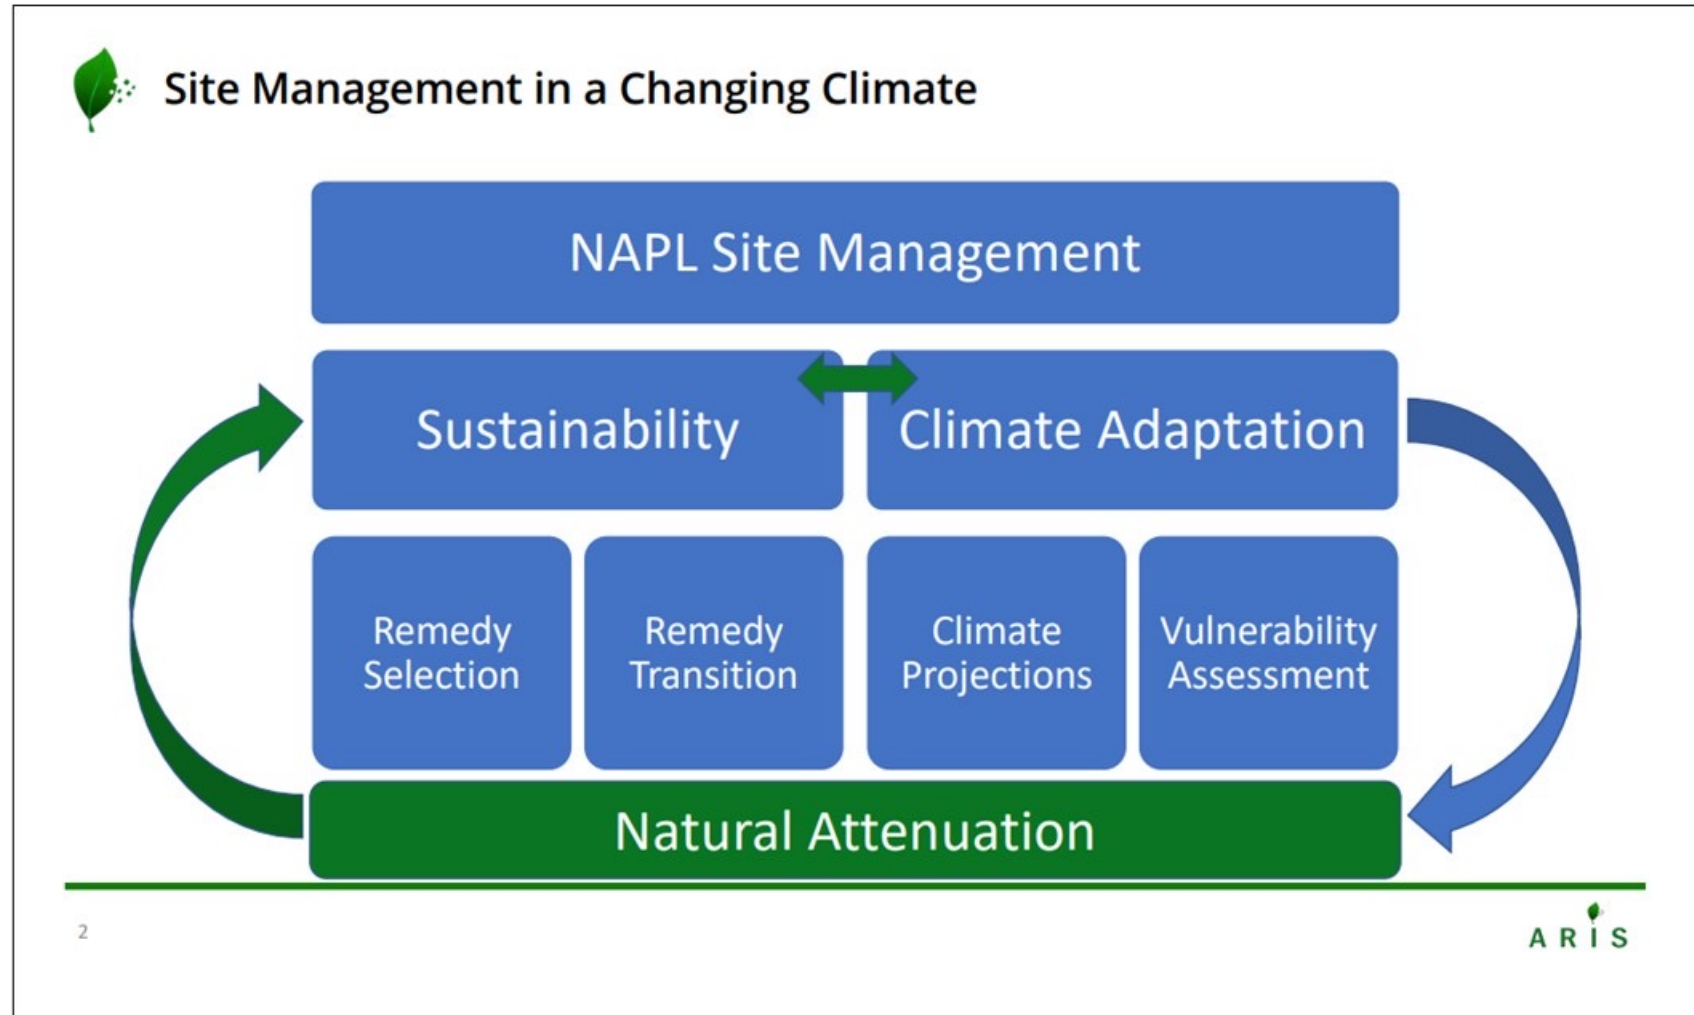 Site Management in a Changing Climate
NAPL Site Management
Sustainability
Climate Adaptation
Remedy
Selection
Remedy
Transition
Climate
Projections
Vulnerability
Assessment
Natural Attenuation
2
ARIS